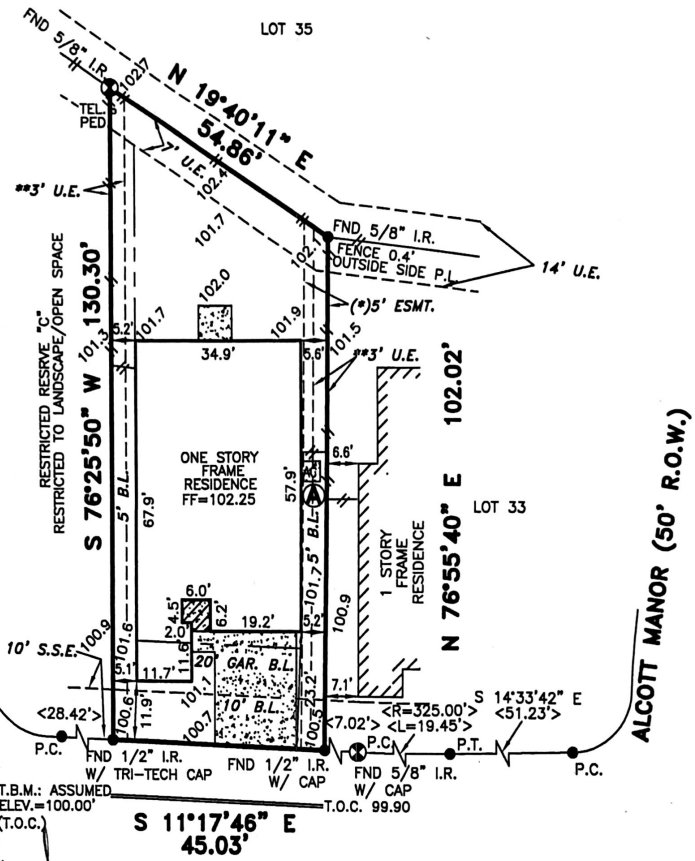 LOT 35
FND 5/8" I.R.
102.7
N 19°40'11" E
54.86'
TEL.
PED.
7' U.E.
102.4
**3' U.E.
101.7
FND 5/8" I.R.
102.1
FENCE 0.4'
OUTSIDE SIDE P.L.
14' U.E.
RESTRICTED RESRVE "C"
RESTRICTED TO LANDSCAPE/OPEN SPACE
S 76°25'50" W 130.30'
102.0
(*)5' ESMT.
101.3
5.2'
101.7
101.9
101.5
34.9'
5.6'
**3' U.E.
N 76°55'40" E 102.02'
6.6'
ONE STORY
FRAME
RESIDENCE
FF=102.25
57.9'
A
LOT 33
67.9'
5' B.L.
5' B.L.
1 STORY
FRAME
RESIDENCE
ALCOTT MANOR (50' R.O.W.)
101.7
6.0'
4.5'
6.2'
19.2'
5.2'
100.9
10' S.S.E.
100.9
101.6
2.0'
11.6'
20'
GAR. B.L.
5.1'
11.7'
101.1
10' B.L.
23.2'
7.1'
S 14°33'42" E
<51.23'>
<28.42'>
100.6
11.9'
100.7
100.5
<7.02'>
<R=325.00'>
<L=19.45'>
P.C.
P.C.
P.T.
P.C.
FND 1/2" I.R.
W/ TRI-TECH CAP
FND 1/2" I.R.
W/ CAP
FND 5/8" I.R.
W/ CAP
T.B.M.: ASSUMED
ELEV.=100.00'
(T.O.C.)
T.O.C. 99.90
S 11°17'46" E
45.03'